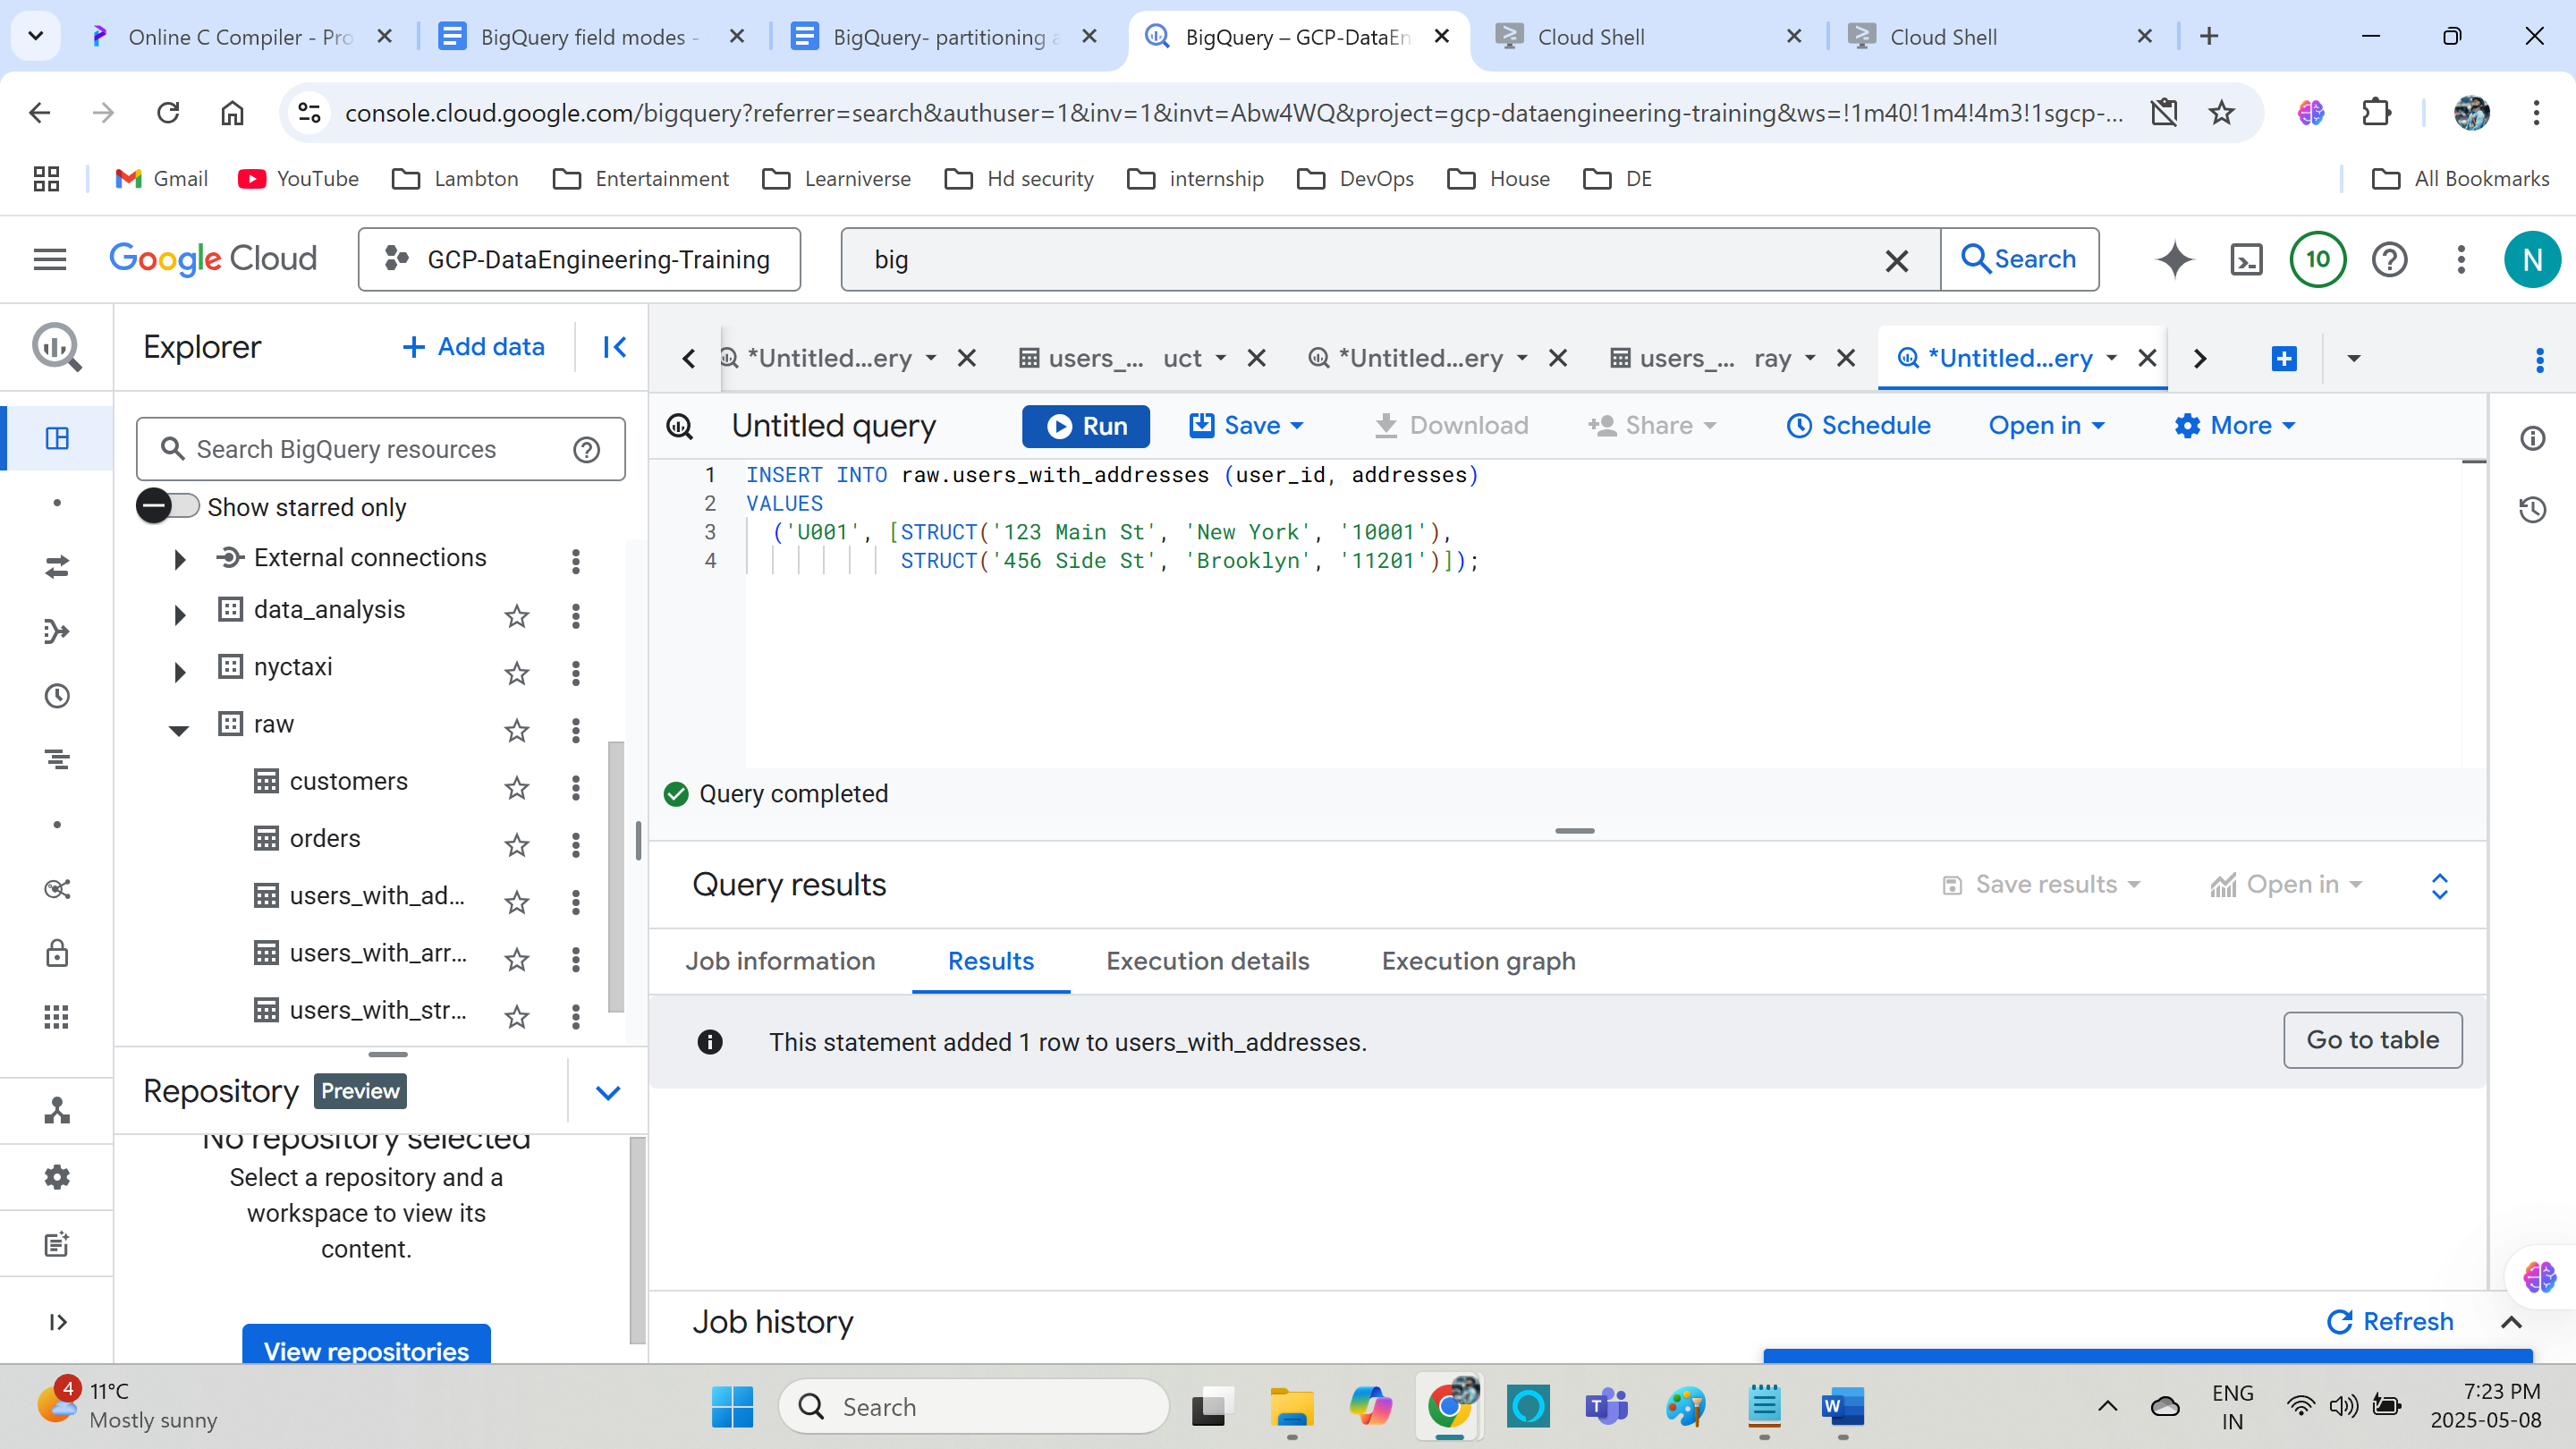 Online C Compiler - Pro
BigQuery field modes -
BigQuery- partitioning a
BigQuery – GCP-DataEn
Cloud Shell
Cloud Shell
console.cloud.google.com/bigquery?referrer=search&authuser=1&inv=1&invt=Abw4WQ&project=gcp-dataengineering-training&ws=!1m40!1m4!4m3!1sgcp-...
Gmail
YouTube
Lambton
Entertainment
Learniverse
Hd security
internship
DevOps
House
DE
All Bookmarks
Google Cloud
GCP-DataEngineering-Training
big
Search
10
N
Explorer
+ Add data
*Untitled...ery
users_... uct
*Untitled...ery
users_... ray
*Untitled...ery
Search BigQuery resources
Show starred only
External connections
data_analysis
nyctaxi
raw
customers
orders
users_with_ad...
users_with_arr...
users_with_str...
Repository Preview
No repository selected
Select a repository and a
workspace to view its
content.
View repositories
Untitled query
Run
Save
Download
Share
Schedule
Open in
More
1 INSERT INTO raw.users_with_addresses (user_id, addresses)
2 VALUES
3 ('U001', [STRUCT('123 Main St', 'New York', '10001'),
4 STRUCT('456 Side St', 'Brooklyn', '11201')]);
Query completed
Query results
Save results
Open in
Job information
Results
Execution details
Execution graph
This statement added 1 row to users_with_addresses.
Go to table
Job history
Refresh
4
11°C
Mostly sunny
Search
ENG
IN
7:23 PM
2025-05-08